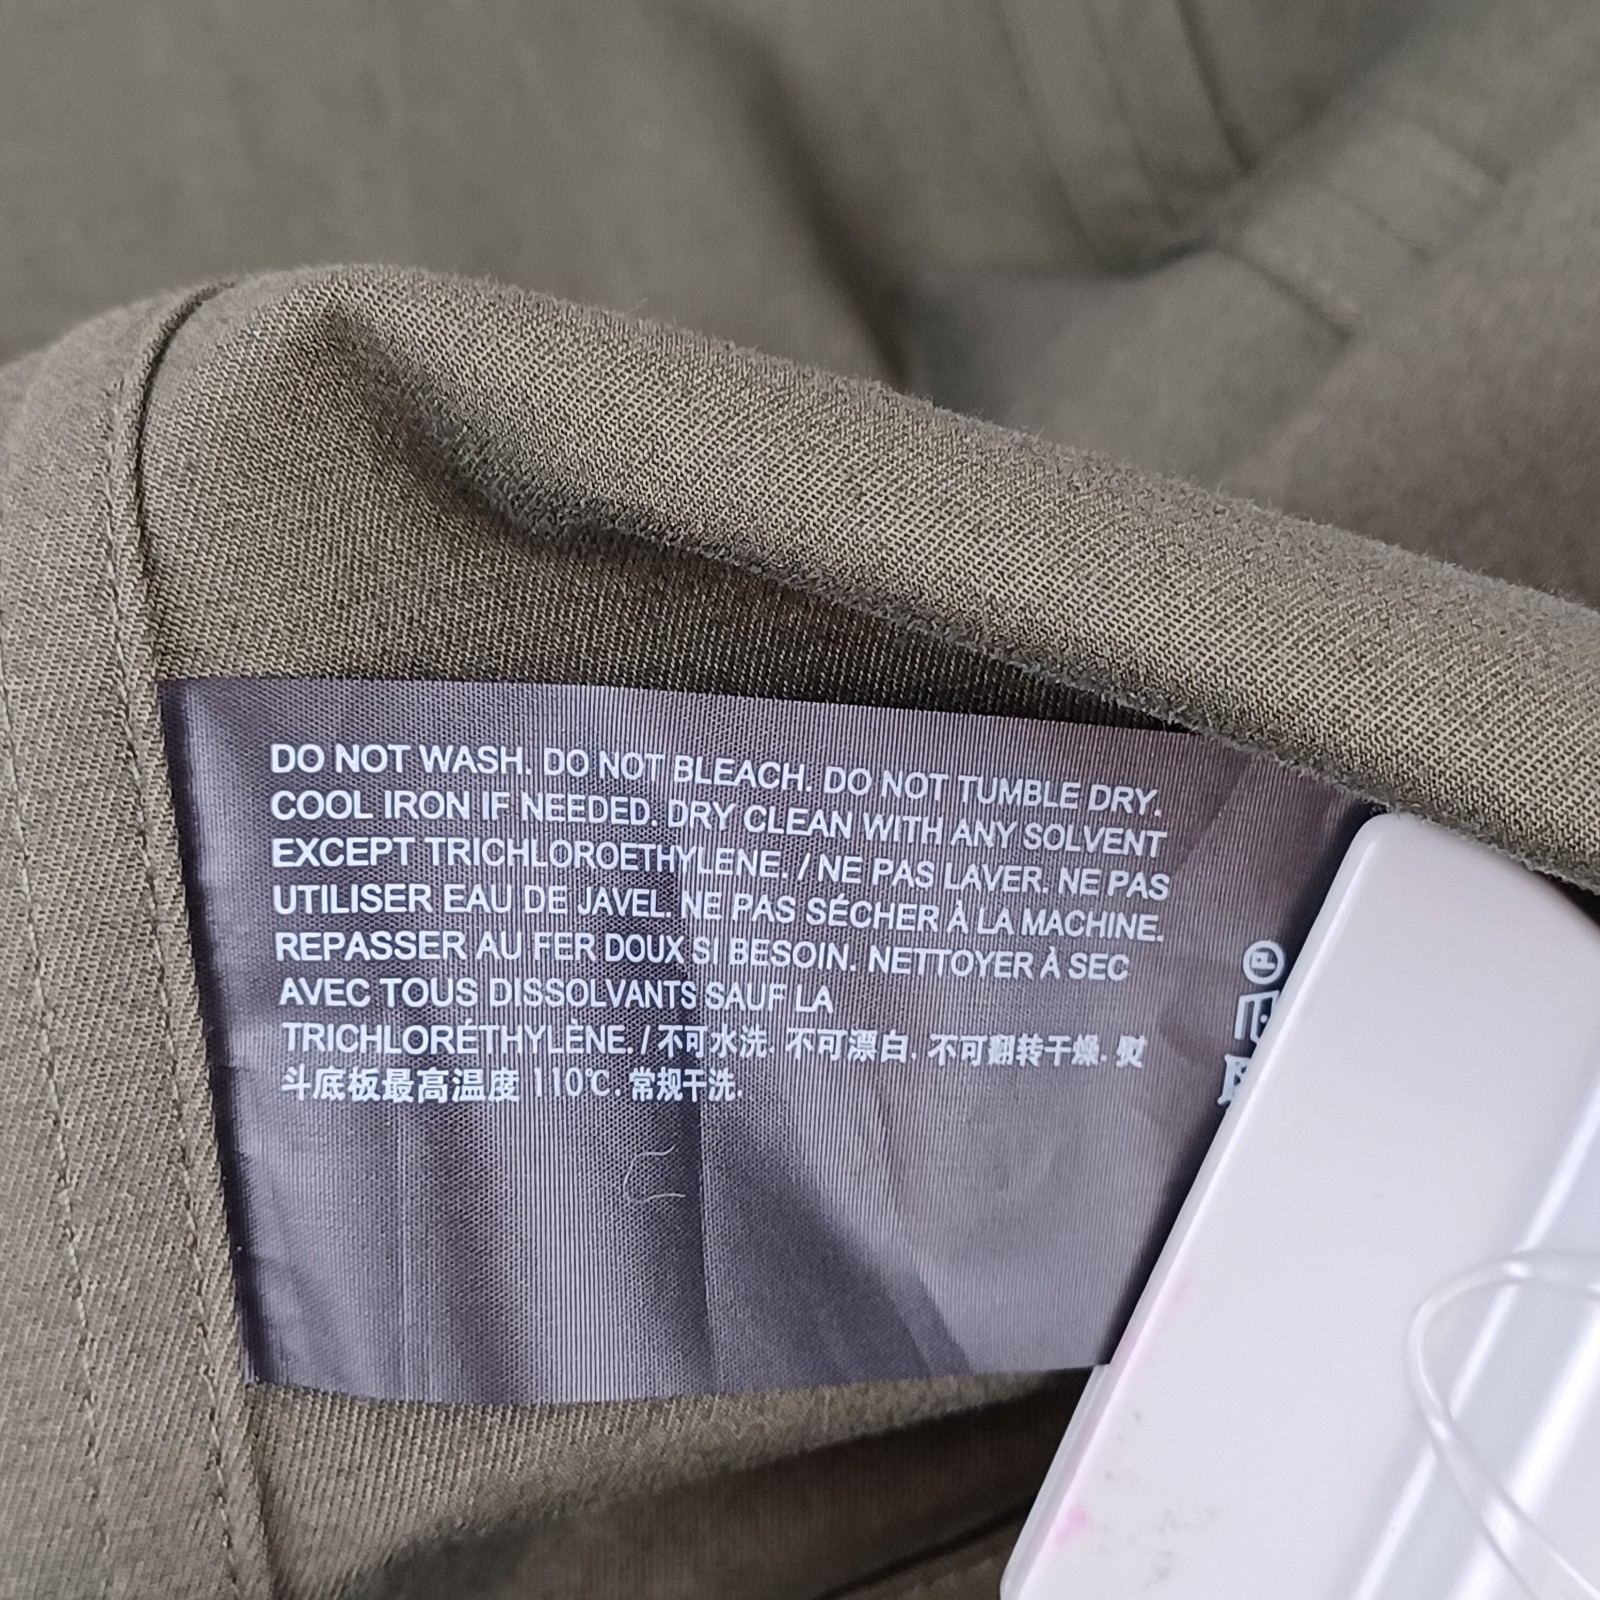 DO NOT WASH. DO NOT BLEACH. DO NOT TUMBLE DRY.
COOL IRON IF NEEDED. DRY CLEAN WITH ANY SOLVENT
EXCEPT TRICHLOROETHYLENE. / NE PAS LAVER. NE PAS
UTILISER EAU DE JAVEL. NE PAS SÉCHER À LA MACHINE.
REPASSER AU FER DOUX SI BESOIN. NETTOYER À SEC
AVEC TOUS DISSOLVANTS SAUF LA
TRICHLORÉTHYLÈNE. / 不可水洗. 不可漂白. 不可翻转干燥. 熨
斗底板最高温度 110℃. 常规干洗.
P